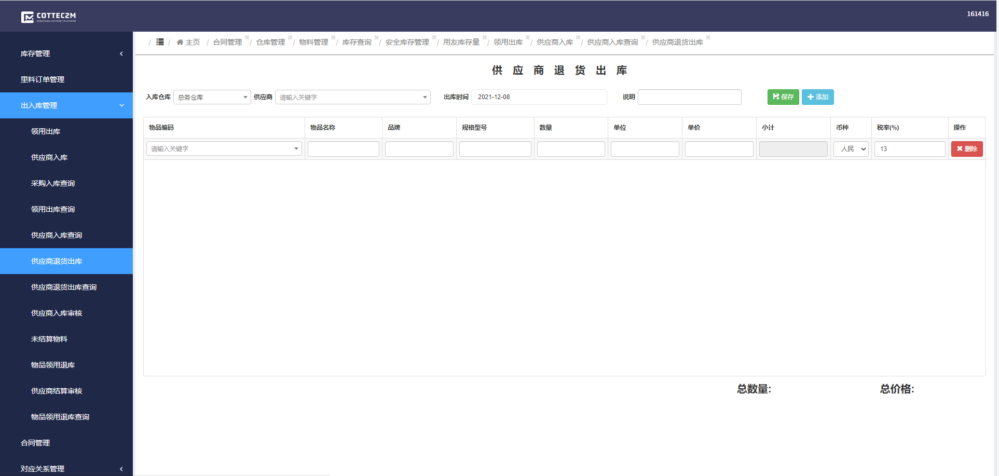 COTTEC2M
INDUSTRIAL INTERNET PLATFORM
161416
/ / 主页 / 合同管理 / 仓库管理 / 物料管理 / 库存查询 / 安全库存管理 / 用友库存量 / 领用出库 / 供应商入库 / 供应商入库查询 / 供应商退货出库
库存管理
里料订单管理
出入库管理
领用出库
供应商入库
采购入库查询
领用出库查询
供应商入库查询
供应商退货出库
供应商退货出库查询
供应商入库审核
未结算物料
物品领用退库
供应商结算审核
物品领用退库查询
合同管理
对应关系管理
供 应 商 退 货 出 库
入库仓库 总务仓库 供应商 请输入关键字 出库时间 2021-12-08 说明 保存 添加
物品编码 物品名称 品牌 规格型号 数量 单位 单价 小计 币种 税率(%) 操作
请输入关键字 人民 13 删除
总数量: 总价格: